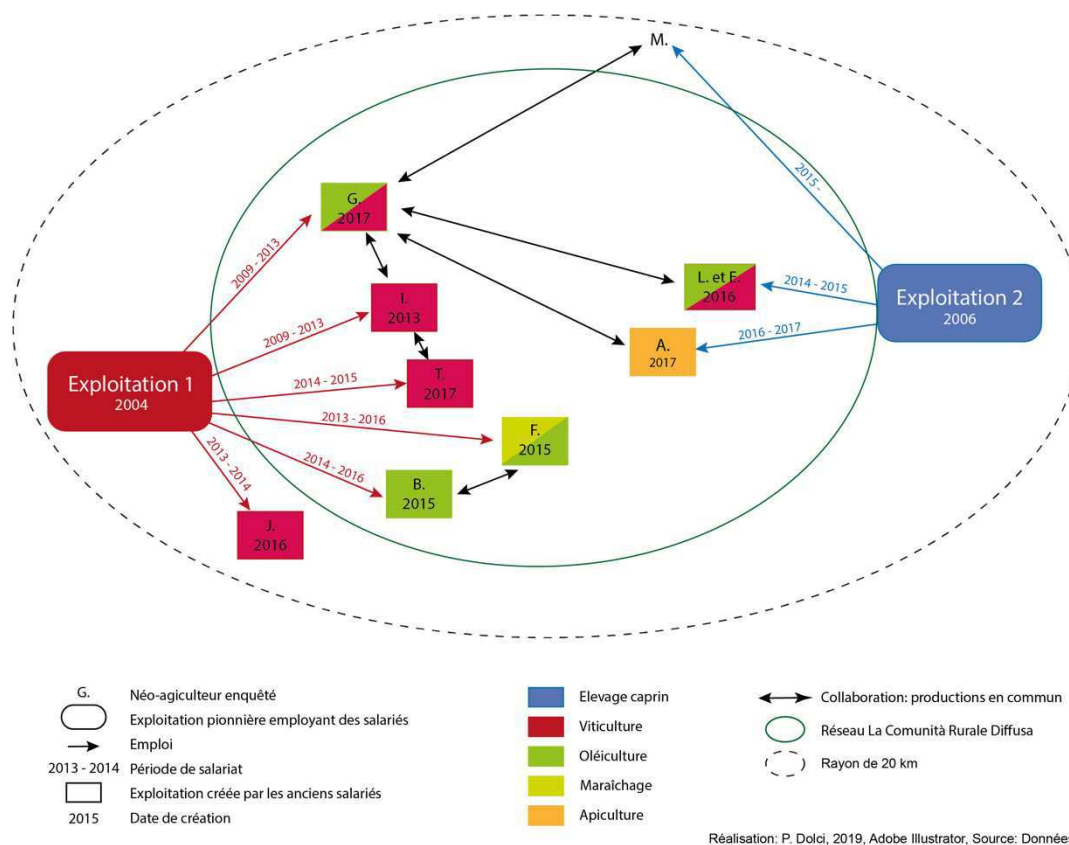 M.
2015 -
G.
2017
2009 - 2013
L. et E.
2016
2014 - 2015
Exploitation 2
2006
I.
2013
2009 - 2013
A.
2017
2016 - 2017
Exploitation 1
2004
T.
2017
2014 - 2015
2013 - 2016
F.
2015
2014 - 2016
B.
2015
2013 - 2014
J.
2016
G.
Néo-agiculteur enquêté
Exploitation pionnière employant des salariés
Emploi
2013 - 2014
Période de salariat
Exploitation créée par les anciens salariés
2015
Date de création
Elevage caprin
Viticulture
Oléiculture
Maraîchage
Apiculture
Collaboration: productions en commun
Réseau La Comunità Rurale Diffusa
Rayon de 20 km
Réalisation: P. Dolci, 2019, Adobe Illustrator, Source: Données